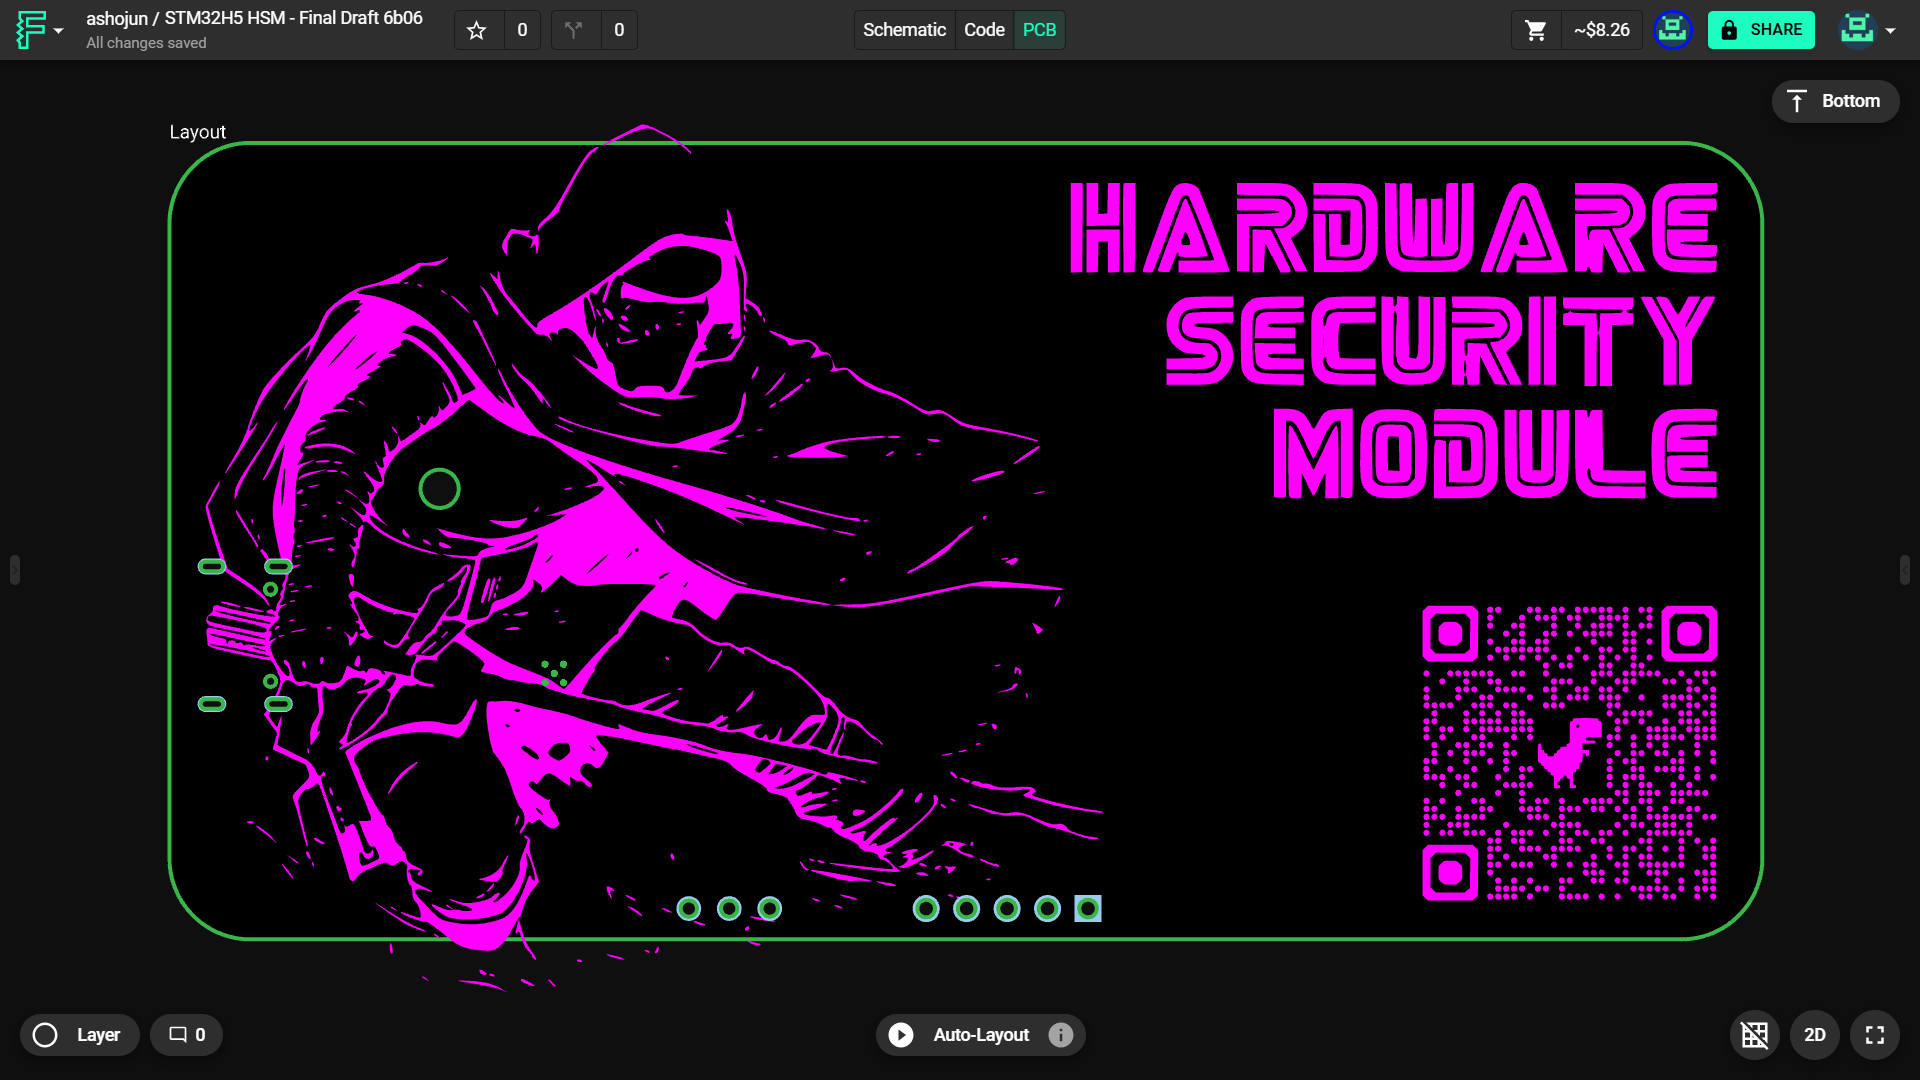 ashojun / STM32H5 HSM - Final Draft 6b06
All changes saved
0
0
Schematic
Code
PCB
~$8.26
SHARE
Bottom
Layout
HARDWARE
SECURITY
MODULE
Layer
0
Auto-Layout
2D